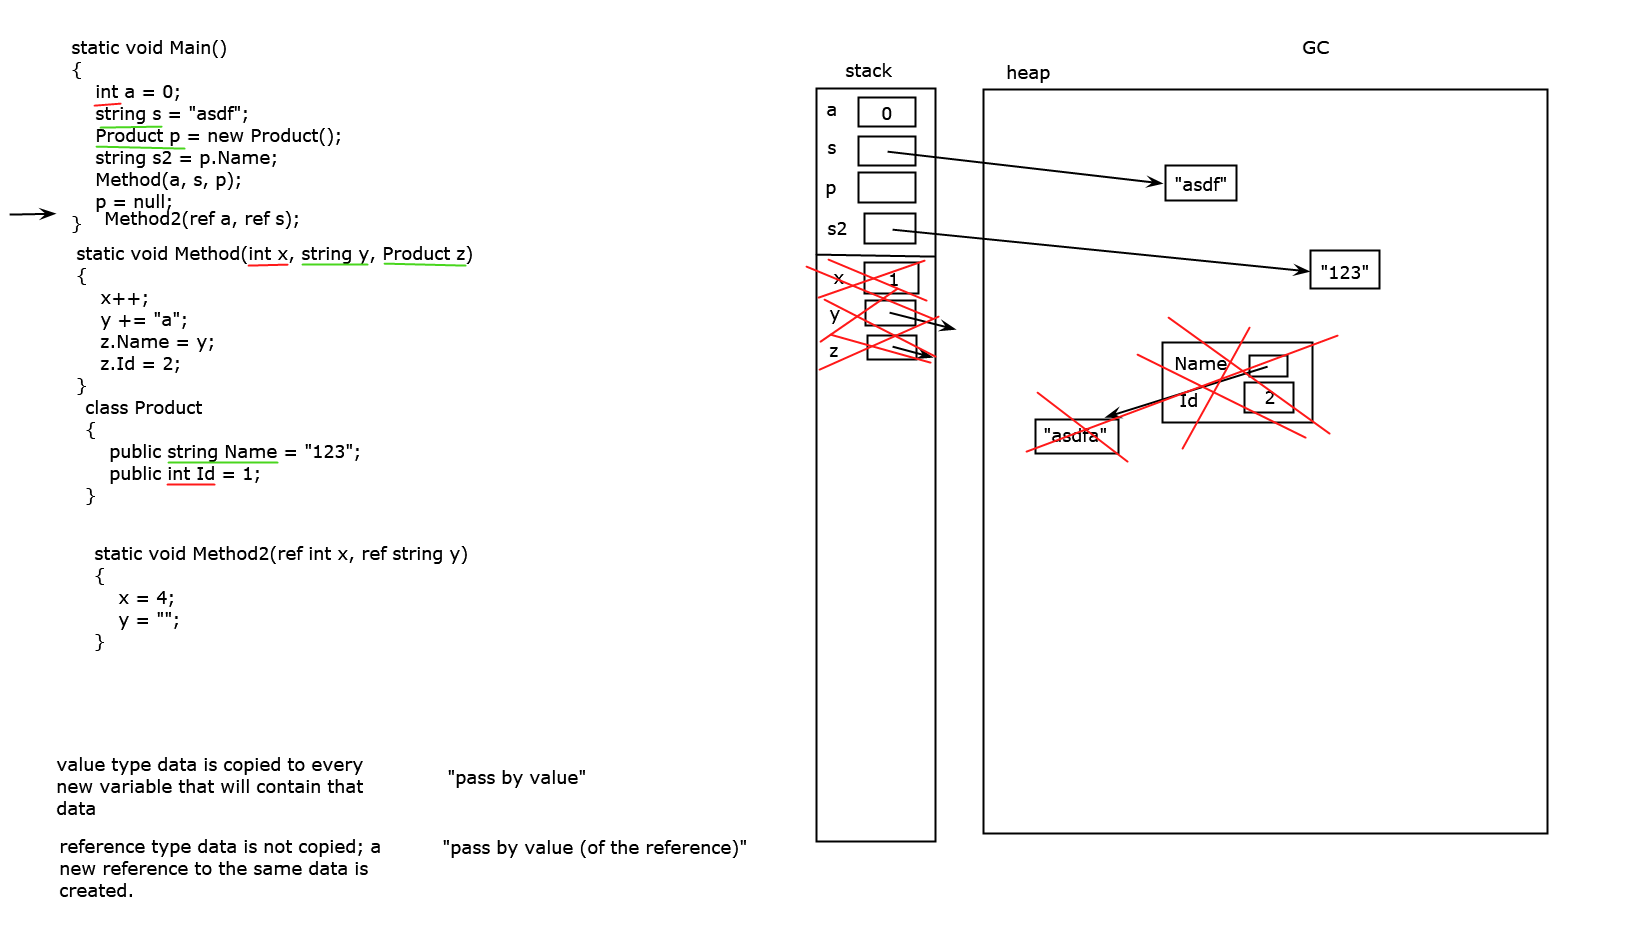 static void Main()
{
int a = 0;
string s = "asdf";
Product p = new Product();
string s2 = p.Name;
Method(a, s, p);
p = null;
Method2(ref a, ref s);
}
static void Method(int x, string y, Product z)
{
x++;
y += "a";
z.Name = y;
z.Id = 2;
}
class Product
{
public string Name = "123";
public int Id = 1;
}
static void Method2(ref int x, ref string y)
{
x = 4;
y = "";
}
value type data is copied to every
new variable that will contain that
data
"pass by value"
reference type data is not copied; a
new reference to the same data is
created.
"pass by value (of the reference)"
stack
a 0
s
p
s2
x 1
y
z
GC
heap
"asdf"
"123"
Name
Id 2
"asdfa"